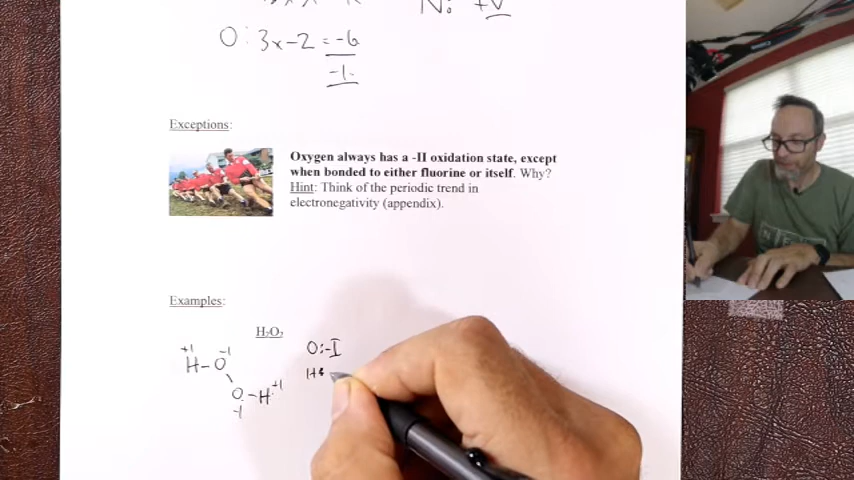 N: +V
O: 3x-2 = -6
-1-
Exceptions:
Oxygen always has a -II oxidation state, except
when bonded to either fluorine or itself. Why?
Hint: Think of the periodic trend in
electronegativity (appendix).
Examples:
H₂O₂
+1 -1
H-O
O: -I
H:
O-H +1
-1